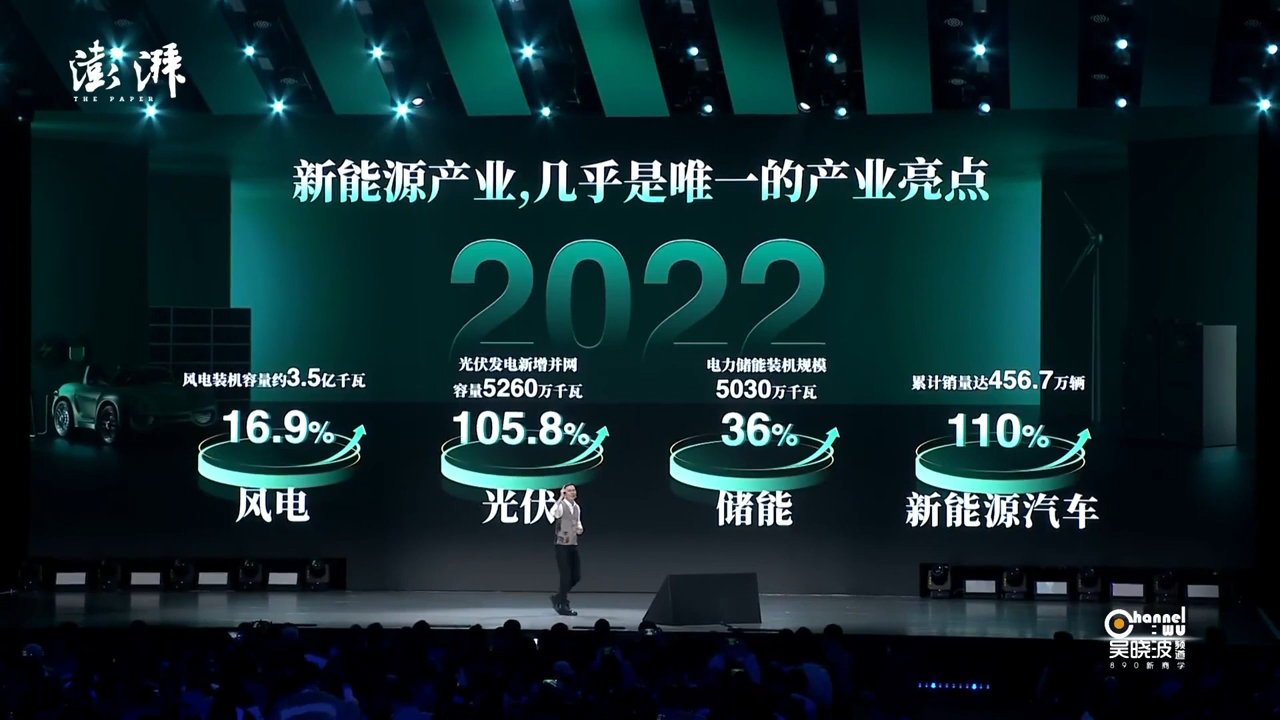 澎湃
THE PAPER
新能源产业,几乎是唯一的产业亮点
2022
风电装机容量约3.5亿千瓦
16.9%
风电
光伏发电新增并网
容量5260万千瓦
105.8%
光伏
电力储能装机规模
5030万千瓦
36%
储能
累计销量达456.7万辆
110%
新能源汽车
Channel
:wu
吴晓波频道
890新商学